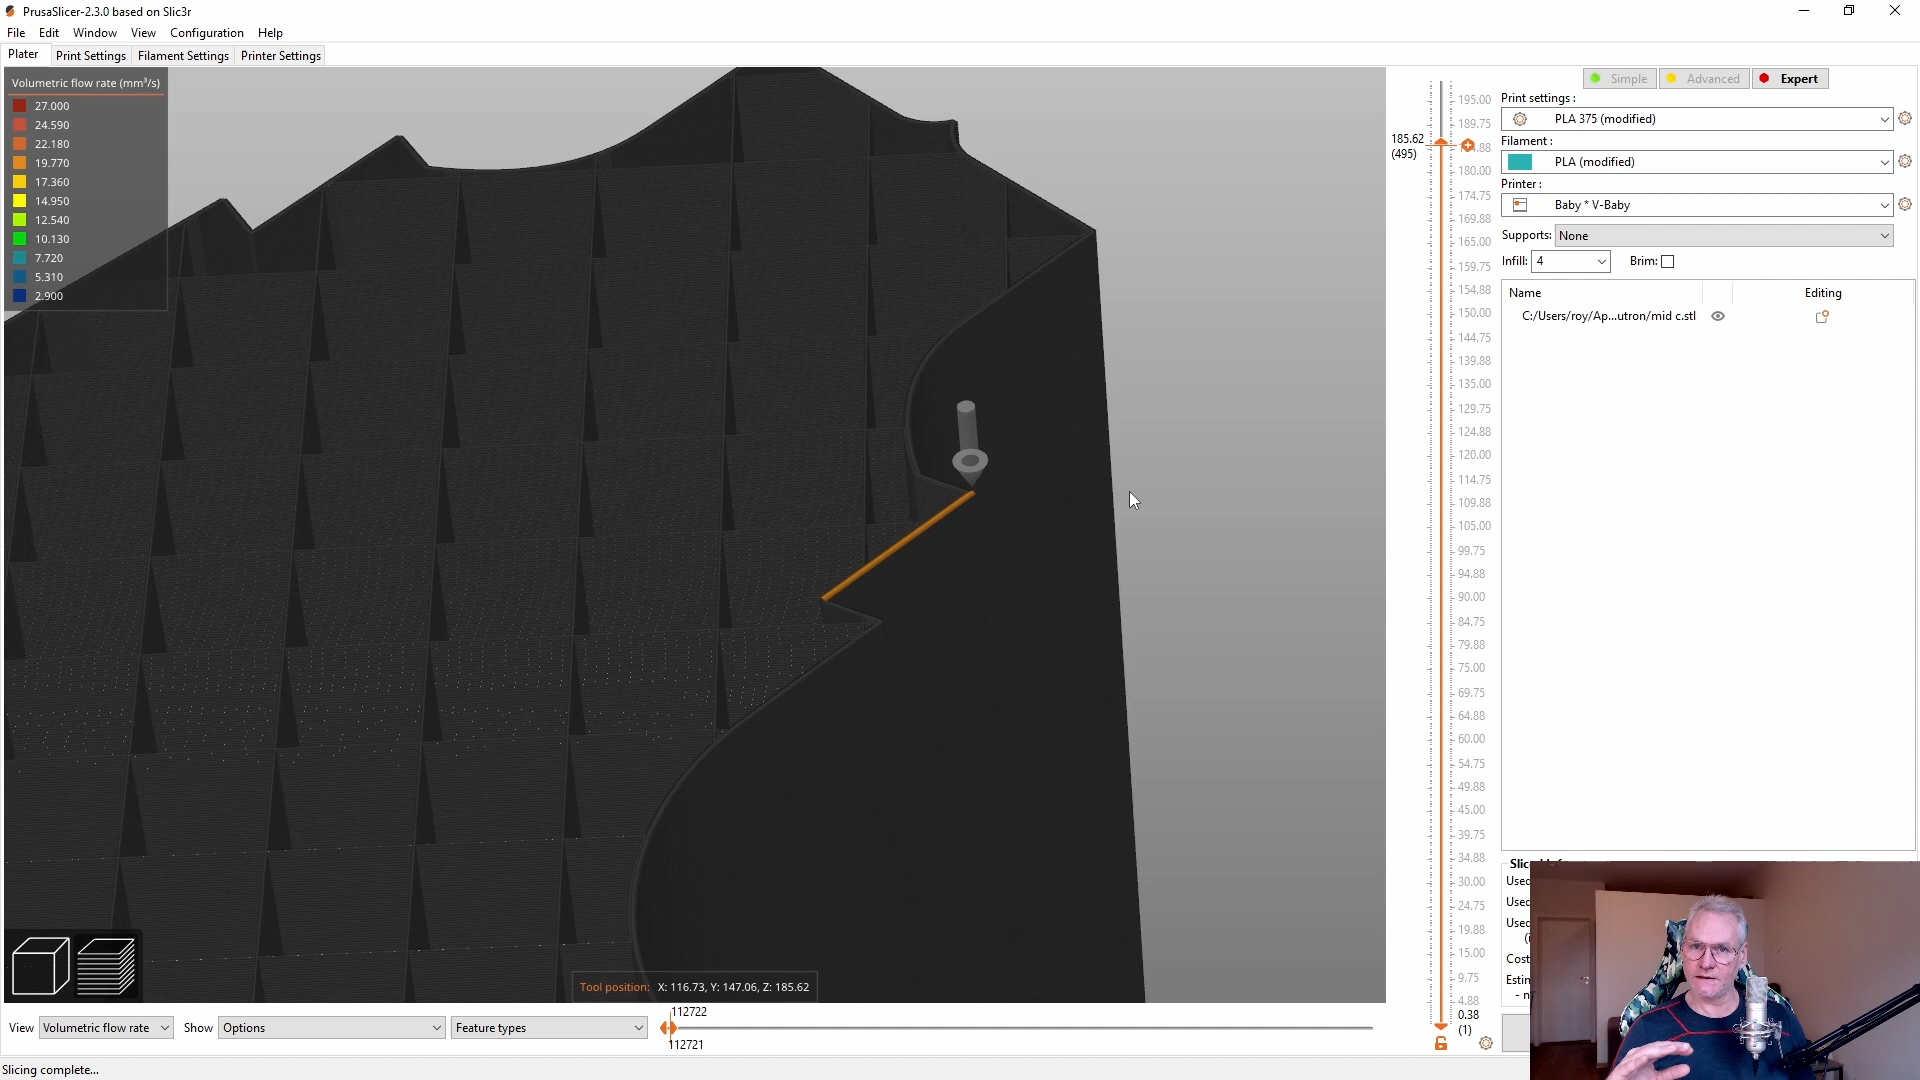 PrusaSlicer-2.3.0 based on Slic3r
File Edit Window View Configuration Help
Plater Print Settings Filament Settings Printer Settings
Volumetric flow rate (mm³/s)
27.000
24.590
22.180
19.770
17.360
14.950
12.540
10.130
7.720
5.310
2.900
185.62
(495)
195.00
189.75
180.00
174.75
169.88
165.00
159.75
154.88
150.00
144.75
139.88
135.00
129.75
124.88
120.00
114.75
109.88
105.00
99.75
94.88
90.00
84.75
79.88
75.00
69.75
64.88
60.00
54.75
49.88
45.00
39.75
34.88
30.00
24.75
19.88
15.00
9.75
4.88
0.38
(1)
Simple Advanced Expert
Print settings :
PLA 375 (modified)
Filament :
PLA (modified)
Printer :
Baby * V-Baby
Supports: None
Infill: 4 Brim:
Name Editing
C:/Users/roy/Ap...utron/mid c.stl
Tool position: X: 116.73, Y: 147.06, Z: 185.62
View Volumetric flow rate Show Options Feature types
112722
112721
Cost
Slicing complete...